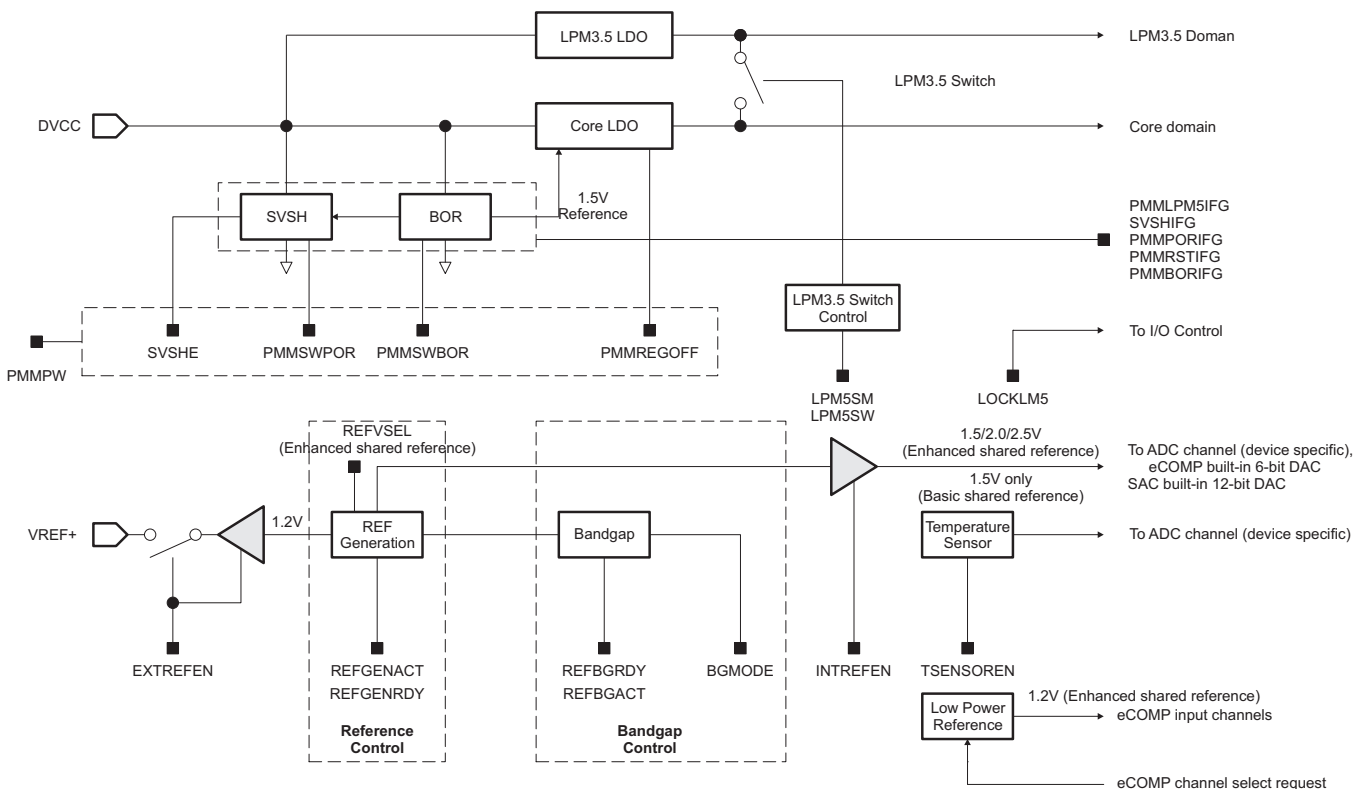 LPM3.5 LDO
LPM3.5 Doman
LPM3.5 Switch
DVCC
Core LDO
Core domain
1.5V
Reference
SVSH
BOR
PMMLPM5IFG
SVSHIFG
PMMPORIFG
PMMRSTIFG
PMMBORIFG
LPM3.5 Switch
Control
To I/O Control
SVSHE
PMMSWPOR
PMMSWBOR
PMMREGOFF
PMMPW
LPM5SM
LPM5SW
LOCKLM5
REFVSEL
(Enhanced shared reference)
1.5/2.0/2.5V
(Enhanced shared reference)
To ADC channel (device specific),
eCOMP built-in 6-bit DAC
SAC built-in 12-bit DAC
1.5V only
(Basic shared reference)
VREF+
1.2V
REF
Generation
Bandgap
Temperature
Sensor
To ADC channel (device specific)
EXTREFEN
REFGENACT
REFGENRDY
REFBGRDY
REFBGACT
BGMODE
INTREFEN
TSENSOREN
Reference
Control
Bandgap
Control
Low Power
Reference
1.2V (Enhanced shared reference)
eCOMP input channels
eCOMP channel select request